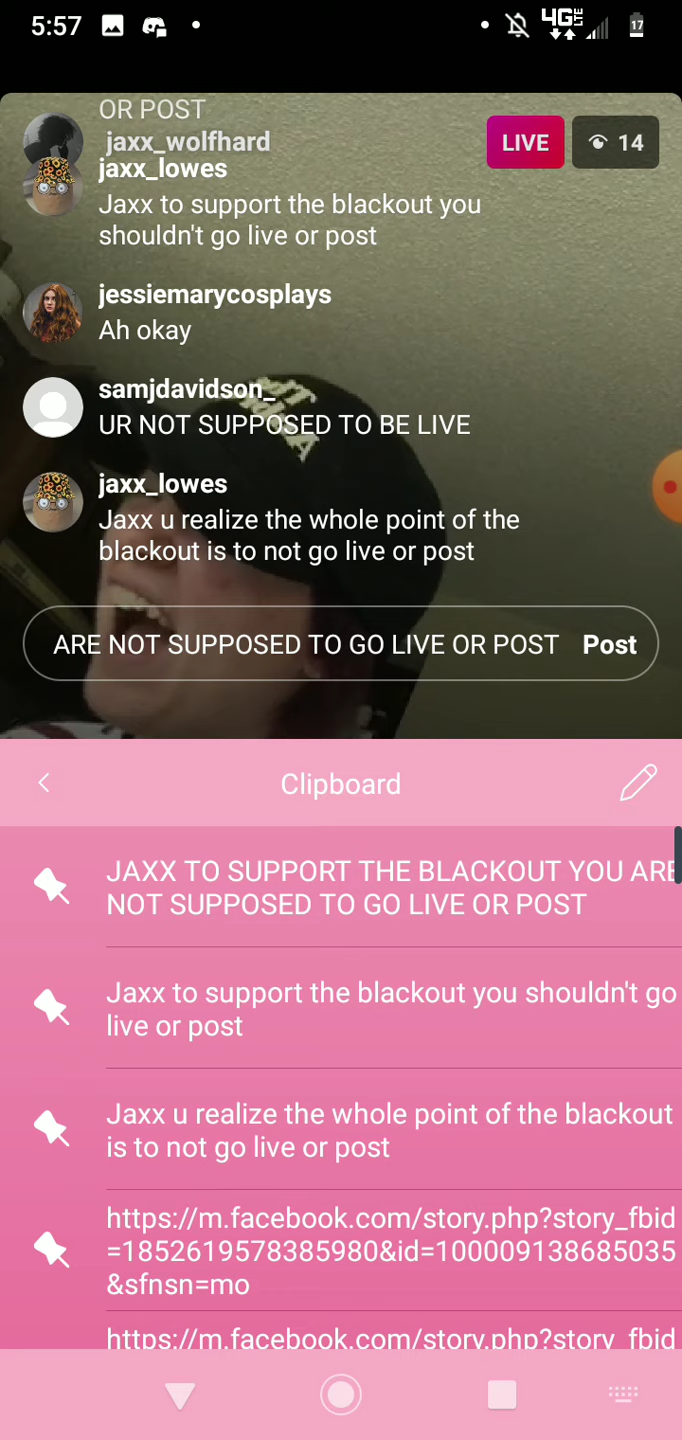 5:57
4G LTE
17
OR POST
jaxx_wolfhard
LIVE
14
jaxx_lowes
Jaxx to support the blackout you
shouldn't go live or post
jessiemarycosplays
Ah okay
samjdavidson_
UR NOT SUPPOSED TO BE LIVE
jaxx_lowes
Jaxx u realize the whole point of the
blackout is to not go live or post
ARE NOT SUPPOSED TO GO LIVE OR POST
Post
Clipboard
JAXX TO SUPPORT THE BLACKOUT YOU ARE
NOT SUPPOSED TO GO LIVE OR POST
Jaxx to support the blackout you shouldn't go
live or post
Jaxx u realize the whole point of the blackout
is to not go live or post
https://m.facebook.com/story.php?story_fbid
=1852619578385980&id=100009138685035
&sfnsn=mo
https://m.facebook.com/story.php?story_fbid